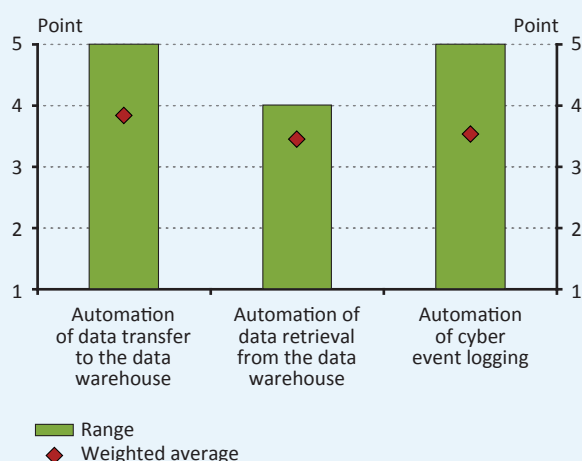 Point Point
5 5
4 4
3 3
2 2
1 1
Automation
of data transfer
to the data
warehouse
Automation of
data retrieval
from the data
warehouse
Automation
of cyber
event logging
Range
Weighted average